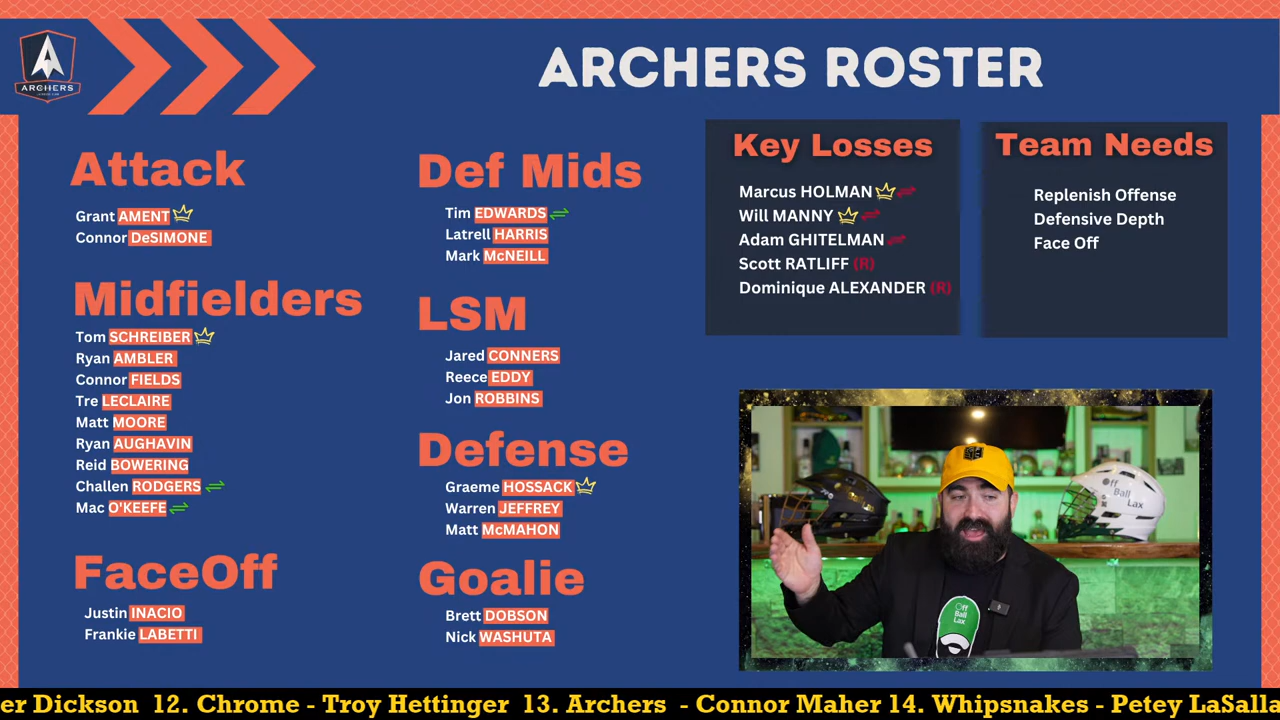 ARCHERS
ARCHERS ROSTER
Attack
Grant AMENT
Connor DeSIMONE
Midfielders
Tom SCHREIBER
Ryan AMBLER
Connor FIELDS
Tre LECLAIRE
Matt MOORE
Ryan AUGHAVIN
Reid BOWERING
Challen RODGERS
Mac O'KEEFE
FaceOff
Justin INACIO
Frankie LABETTI
Def Mids
Tim EDWARDS
Latrell HARRIS
Mark McNEILL
LSM
Jared CONNERS
Reece EDDY
Jon ROBBINS
Defense
Graeme HOSSACK
Warren JEFFREY
Matt McMAHON
Goalie
Brett DOBSON
Nick WASHUTA
Key Losses
Marcus HOLMAN
Will MANNY
Adam GHITELMAN
Scott RATLIFF (R)
Dominique ALEXANDER (R)
Team Needs
Replenish Offense
Defensive Depth
Face Off
Off
Ball
Lax
Off
Ball
Lax
er Dickson 12. Chrome - Troy Hettinger 13. Archers - Connor Maher 14. Whipsnakes - Petey LaSalla